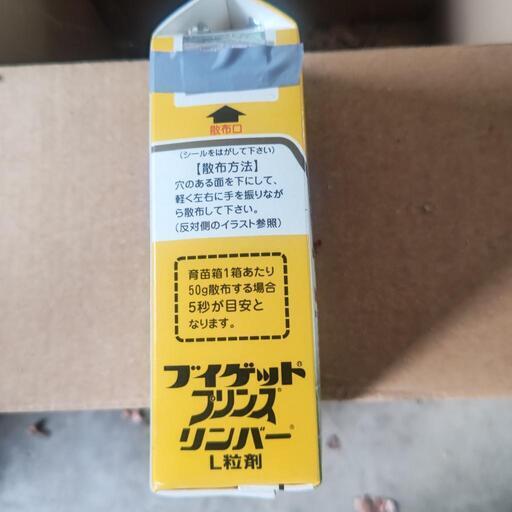 散布口
(シールをはがして下さい)
【散布方法】
穴のある面を下にして、
軽く左右に手を振りなが
ら散布して下さい。
(反対側のイラスト参照)
育苗箱1箱あたり
50g散布する場合
5秒が目安と
なります。
ブイゲット®
プリンス®
リンバー®
L粒剤